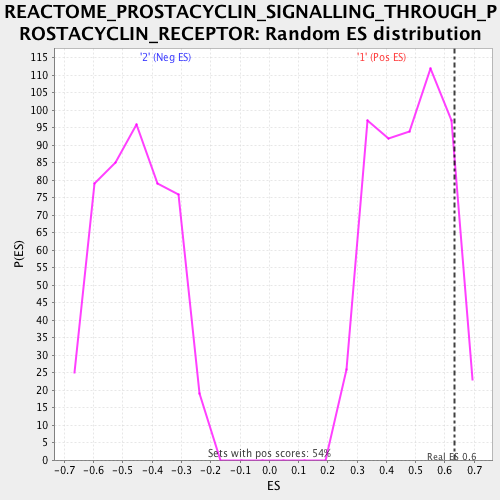 REACTOME_PROSTACYCLIN_SIGNALLING_THROUGH_P
ROSTACYCLIN_RECEPTOR: Random ES distribution
'2' (Neg ES)
'1' (Pos ES)
115
110
105
100
95
90
85
80
75
70
65
60
55
50
45
40
35
30
25
20
15
10
5
0
P(ES)
Sets with pos scores: 54%
Real ES 0.6
-0.7 -0.6 -0.5 -0.4 -0.3 -0.2 -0.1 0.0 0.1 0.2 0.3 0.4 0.5 0.6 0.7
ES